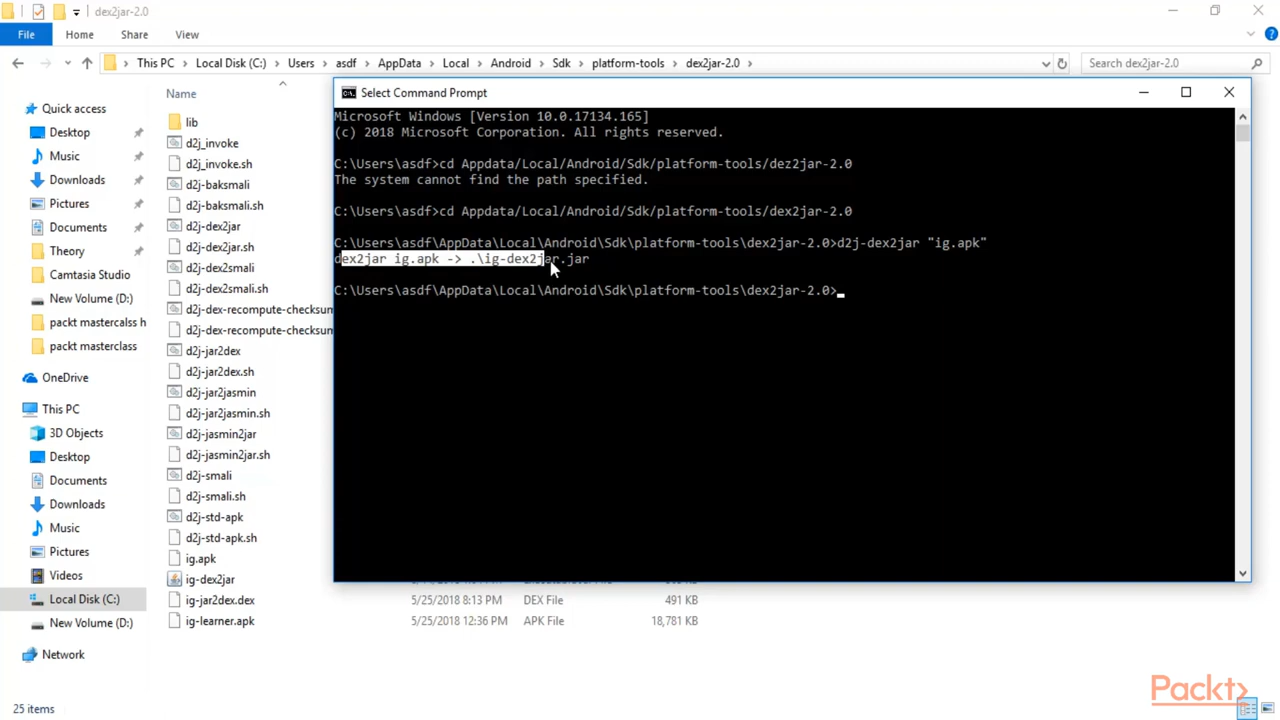 dex2jar-2.0
File
Home
Share
View
This PC
Local Disk (C:)
Users
asdf
AppData
Local
Android
Sdk
platform-tools
dex2jar-2.0
Search dex2jar-2.0
Quick access
Desktop
Music
Downloads
Pictures
Documents
Theory
Camtasia Studio
New Volume (D:)
packt mastercalss h
packt masterclass
OneDrive
This PC
3D Objects
Desktop
Documents
Downloads
Music
Pictures
Videos
Local Disk (C:)
New Volume (D:)
Network
Name
lib
d2j_invoke
d2j_invoke.sh
d2j-baksmali
d2j-baksmali.sh
d2j-dex2jar
d2j-dex2jar.sh
d2j-dex2smali
d2j-dex2smali.sh
d2j-dex-recompute-checksum
d2j-dex-recompute-checksum
d2j-jar2dex
d2j-jar2dex.sh
d2j-jar2jasmin
d2j-jar2jasmin.sh
d2j-jasmin2jar
d2j-jasmin2jar.sh
d2j-smali
d2j-smali.sh
d2j-std-apk
d2j-std-apk.sh
ig.apk
ig-dex2jar
ig-jar2dex.dex 5/25/2018 8:13 PM DEX File 491 KB
ig-learner.apk 5/25/2018 12:36 PM APK File 18,781 KB
Select Command Prompt
Microsoft Windows [Version 10.0.17134.165]
(c) 2018 Microsoft Corporation. All rights reserved.
C:\Users\asdf>cd Appdata/Local/Android/Sdk/platform-tools/dez2jar-2.0
The system cannot find the path specified.
C:\Users\asdf>cd Appdata/Local/Android/Sdk/platform-tools/dex2jar-2.0
C:\Users\asdf\AppData\Local\Android\Sdk\platform-tools\dex2jar-2.0>d2j-dex2jar "ig.apk"
dex2jar ig.apk -> .\ig-dex2jar.jar
C:\Users\asdf\AppData\Local\Android\Sdk\platform-tools\dex2jar-2.0>
25 items
Packt>